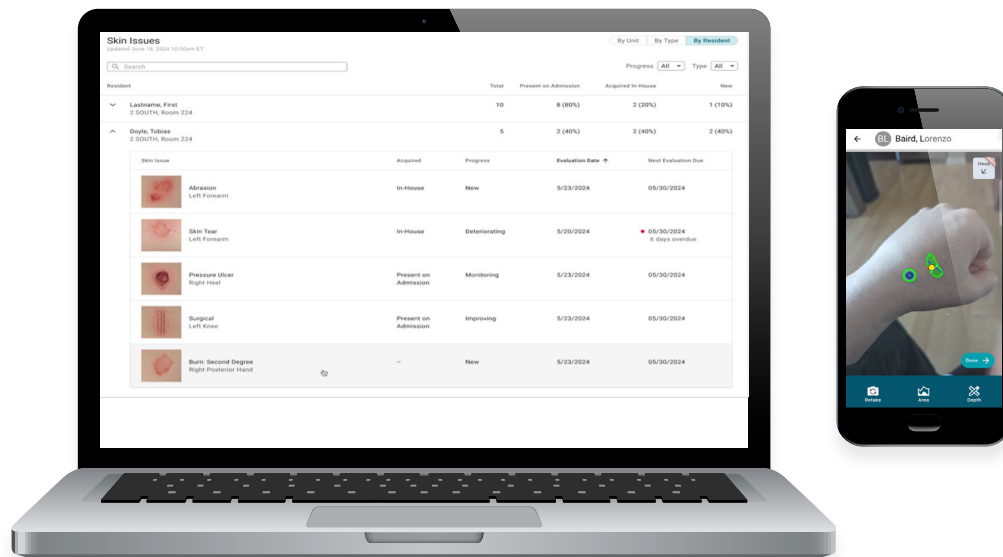 Skin Issues
Updated June 18, 2024 10:00am ET
By Unit By Type By Resident
Search
Progress All Type All
Resident Total Present on Admission Acquired In-House New
Lastname, First 10 8 (80%) 2 (20%) 1 (10%)
2 SOUTH, Room 224
Doyle, Tobias 5 2 (40%) 2 (40%) 2 (40%)
2 SOUTH, Room 224
Skin Issue Acquired Progress Evaluation Date ↑ Next Evaluation Due
Abrasion In-House New 5/23/2024 05/30/2024
Left Forearm
Skin Tear In-House Deteriorating 5/20/2024 05/30/2024
Left Forearm 6 days overdue
Pressure Ulcer Present on Monitoring 5/23/2024 05/30/2024
Right Heel Admission
Surgical Present on Improving 5/23/2024 05/30/2024
Left Knee Admission
Burn: Second Degree – New 5/23/2024 05/30/2024
Right Posterior Hand
BL Baird, Lorenzo
Head
Done
Retake Area Depth